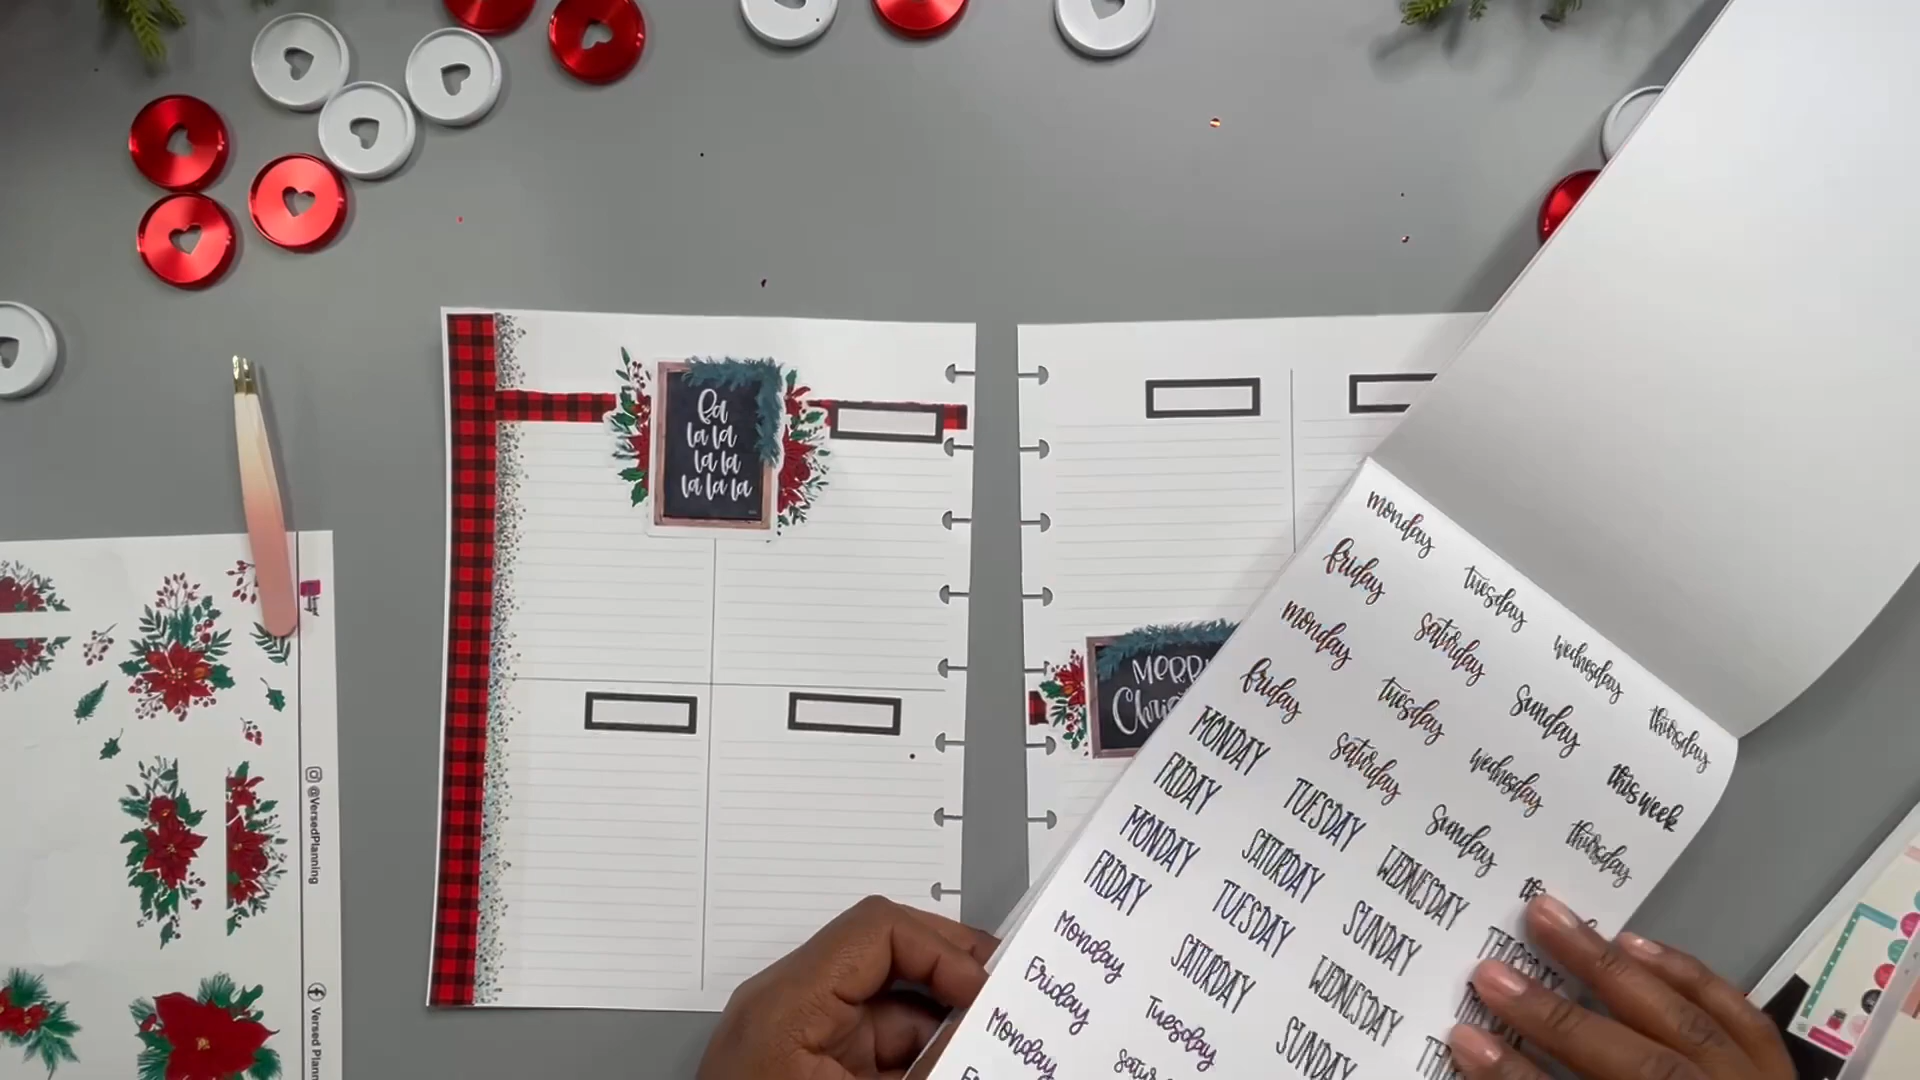 Fa
la la
la la
la la la
MERRY
@VersedPlanning
monday tuesday wednesday thursday
friday saturday sunday this week
monday tuesday wednesday thursday
friday saturday sunday
MONDAY TUESDAY WEDNESDAY THURSDAY
FRIDAY SATURDAY SUNDAY
MONDAY TUESDAY WEDNESDAY
FRIDAY SATURDAY SUNDAY
Monday Tuesday
Friday
Monday
Versed